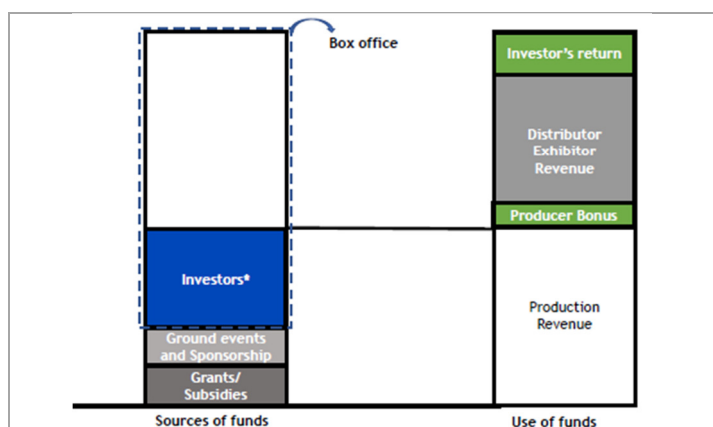 Box office
Investor's return
Distributor
Exhibitor
Revenue
Producer Bonus
Investors*
Production
Revenue
Ground events
and Sponsorship
Grants/
Subsidies
Sources of funds
Use of funds